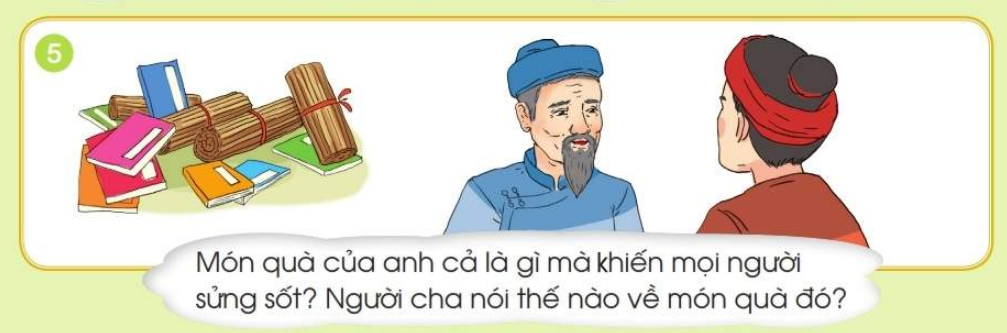 5
Món quà của anh cả là gì mà khiến mọi người
sửng sốt? Người cha nói thế nào về món quà đó?